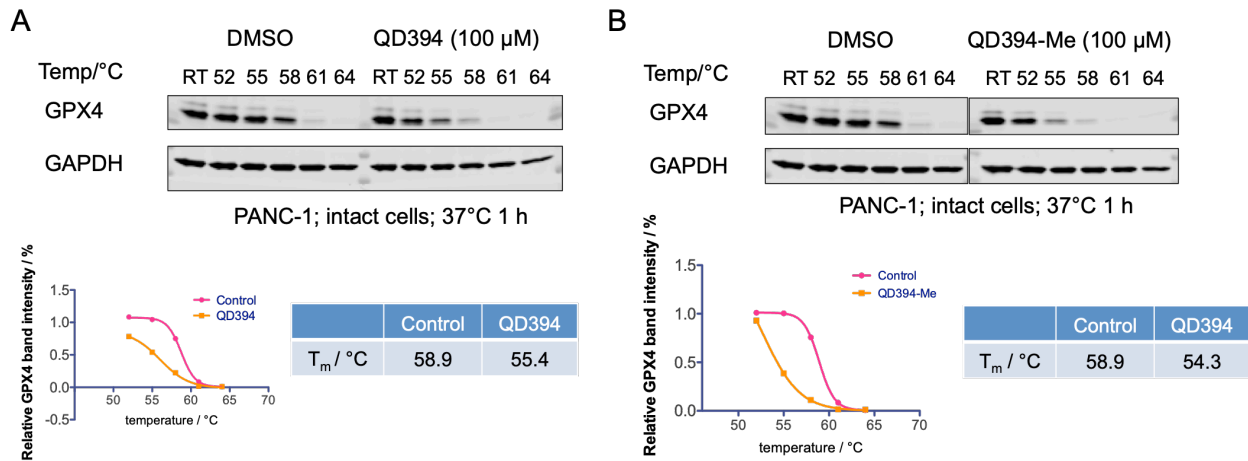 A
DMSO QD394 (100 µM)
Temp/°C RT 52 55 58 61 64 RT 52 55 58 61 64
GPX4
GAPDH
PANC-1; intact cells; 37°C 1 h
Relative GPX4 band intensity / %
1.5
1.0
0.5
0.0
-0.5
50 55 60 65 70
temperature / °C
Control
QD394
Control QD394
Tm / °C 58.9 55.4
B
DMSO QD394-Me (100 µM)
Temp/°C RT 52 55 58 61 64 RT 52 55 58 61 64
GPX4
GAPDH
PANC-1; intact cells; 37°C 1 h
Relative GPX4 band intensity / %
1.5
1.0
0.5
0.0
50 55 60 65 70
temperature / °C
Control
QD394-Me
Control QD394
Tm / °C 58.9 54.3